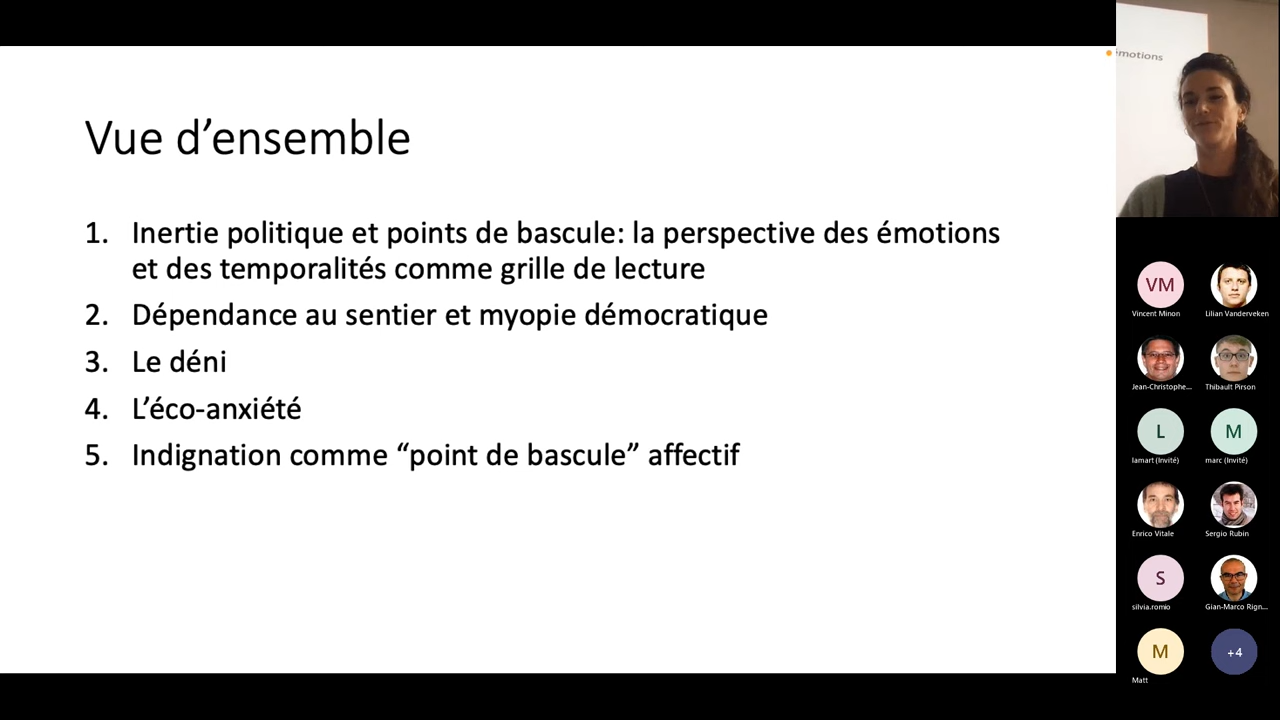 Vue d’ensemble
1. Inertie politique et points de bascule: la perspective des émotions
et des temporalités comme grille de lecture
2. Dépendance au sentier et myopie démocratique
3. Le déni
4. L’éco-anxiété
5. Indignation comme “point de bascule” affectif
émotions
VM
Vincent Minon
Lilian Vanderveken
Jean-Christophe...
Thibault Pirson
L
lamart (Invité)
M
marc (Invité)
Enrico Vitale
Sergio Rubin
S
silvia.romio
Gian-Marco Rign...
M
Matt
+4